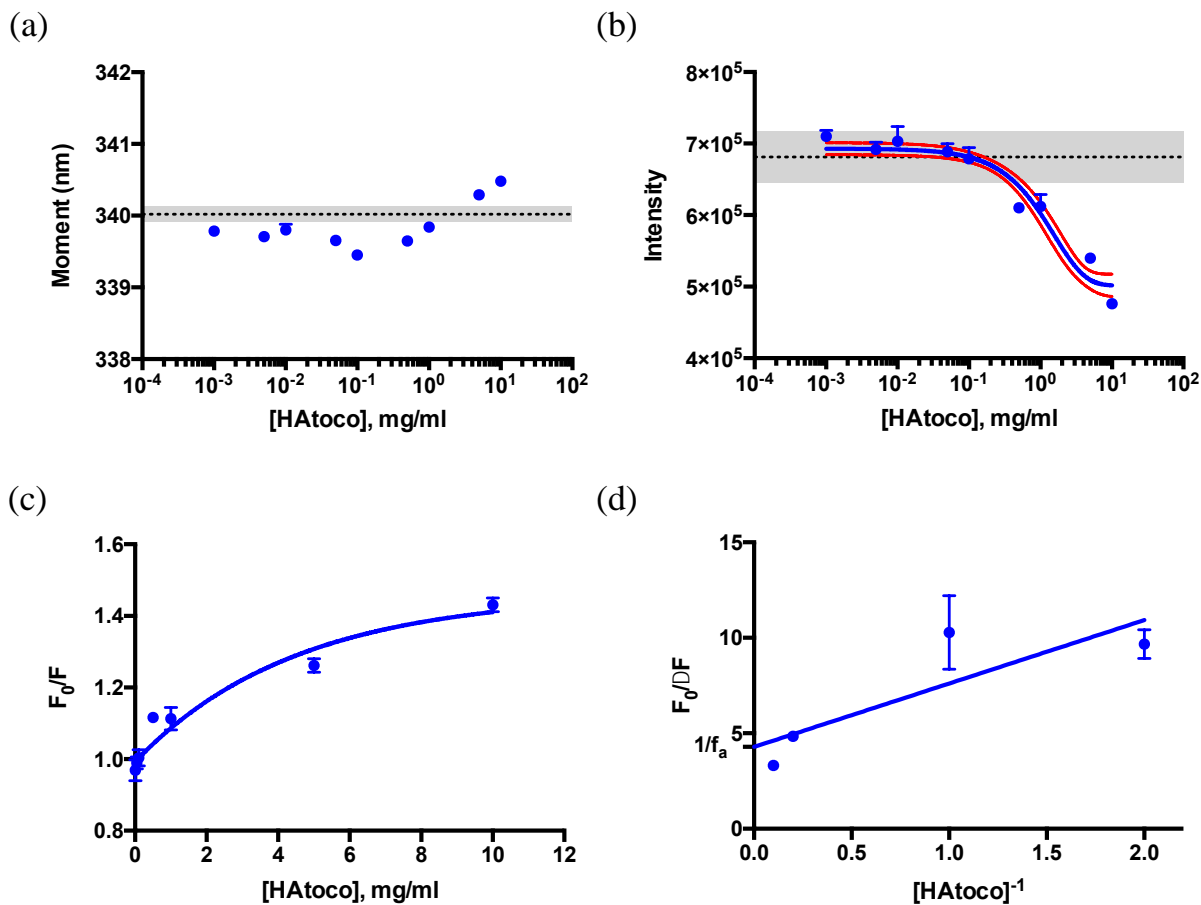 (a)
342
341
340
339
338
Moment (nm)
10⁻⁴ 10⁻³ 10⁻² 10⁻¹ 10⁰ 10¹ 10²
[HAtoco], mg/ml
(b)
8×10⁵
7×10⁵
6×10⁵
5×10⁵
4×10⁵
Intensity
10⁻⁴ 10⁻³ 10⁻² 10⁻¹ 10⁰ 10¹ 10²
[HAtoco], mg/ml
(c)
1.6
1.4
1.2
1.0
0.8
F₀/F
0 2 4 6 8 10 12
[HAtoco], mg/ml
(d)
15
10
5
1/fₐ
0
F₀/DF
0.0 0.5 1.0 1.5 2.0
[HAtoco]⁻¹